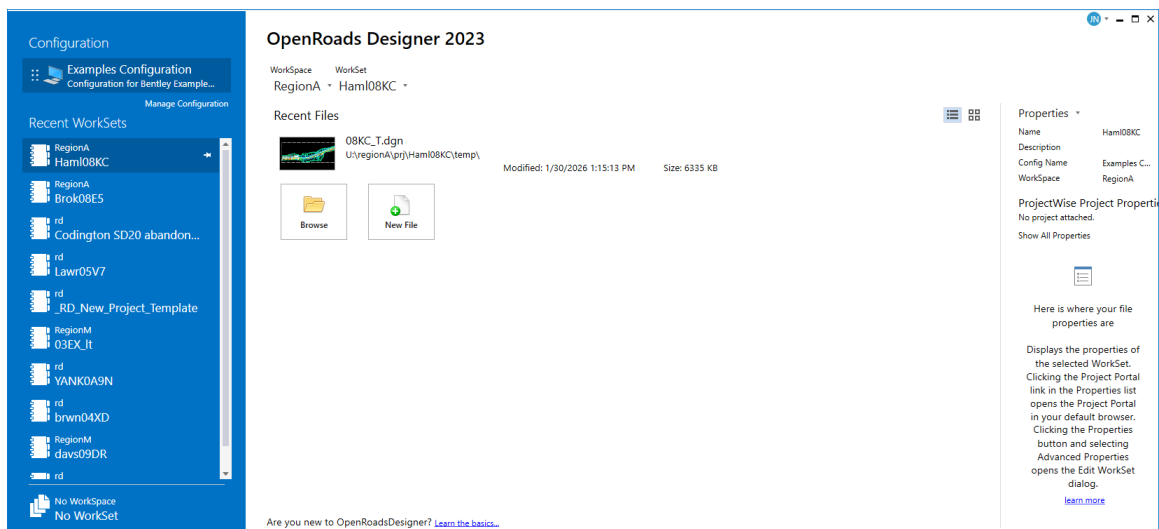 JN
Configuration
Examples Configuration
Configuration for Bentley Example...
Manage Configuration
Recent WorkSets
RegionA
Haml08KC
RegionA
Brok08E5
rd
Codington SD20 abandon...
rd
Lawr05V7
rd
_RD_New_Project_Template
RegionM
03EX_lt
rd
YANK0A9N
rd
brwn04XD
RegionM
davs09DR
rd
No WorkSpace
No WorkSet
OpenRoads Designer 2023
WorkSpace WorkSet
RegionA Haml08KC
Recent Files
08KC_T.dgn
U:\regionA\prj\Haml08KC\temp\
Modified: 1/30/2026 1:15:13 PM Size: 6335 KB
Browse New File
Are you new to OpenRoadsDesigner? Learn the basics...
Properties
Name Haml08KC
Description
Config Name Examples C...
WorkSpace RegionA
ProjectWise Project Properti
No project attached.
Show All Properties
Here is where your file
properties are
Displays the properties of
the selected WorkSet.
Clicking the Project Portal
link in the Properties list
opens the Project Portal
in your default browser.
Clicking the Properties
button and selecting
Advanced Properties
opens the Edit WorkSet
dialog.
learn more